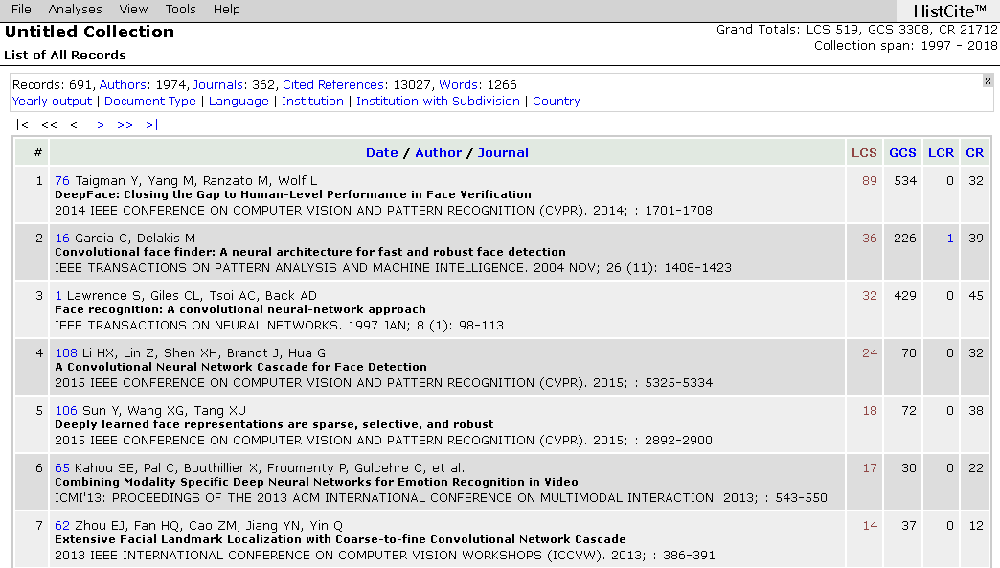 File Analyses View Tools Help HistCite™
Untitled Collection Grand Totals: LCS 519, GCS 3308, CR 21712
Collection span: 1997 - 2018
List of All Records
Records: 691, Authors: 1974, Journals: 362, Cited References: 13027, Words: 1266 x
Yearly output | Document Type | Language | Institution | Institution with Subdivision | Country
|< << < > >> >|
# Date / Author / Journal LCS GCS LCR CR
1 76 Taigman Y, Yang M, Ranzato M, Wolf L 89 534 0 32
DeepFace: Closing the Gap to Human-Level Performance in Face Verification
2014 IEEE CONFERENCE ON COMPUTER VISION AND PATTERN RECOGNITION (CVPR). 2014; : 1701-1708
2 16 Garcia C, Delakis M 36 226 1 39
Convolutional face finder: A neural architecture for fast and robust face detection
IEEE TRANSACTIONS ON PATTERN ANALYSIS AND MACHINE INTELLIGENCE. 2004 NOV; 26 (11): 1408-1423
3 1 Lawrence S, Giles CL, Tsoi AC, Back AD 32 429 0 45
Face recognition: A convolutional neural-network approach
IEEE TRANSACTIONS ON NEURAL NETWORKS. 1997 JAN; 8 (1): 98-113
4 108 Li HX, Lin Z, Shen XH, Brandt J, Hua G 24 70 0 32
A Convolutional Neural Network Cascade for Face Detection
2015 IEEE CONFERENCE ON COMPUTER VISION AND PATTERN RECOGNITION (CVPR). 2015; : 5325-5334
5 106 Sun Y, Wang XG, Tang XU 18 72 0 38
Deeply learned face representations are sparse, selective, and robust
2015 IEEE CONFERENCE ON COMPUTER VISION AND PATTERN RECOGNITION (CVPR). 2015; : 2892-2900
6 65 Kahou SE, Pal C, Bouthillier X, Froumenty P, Gulcehre C, et al. 17 30 0 22
Combining Modality Specific Deep Neural Networks for Emotion Recognition in Video
ICMI'13: PROCEEDINGS OF THE 2013 ACM INTERNATIONAL CONFERENCE ON MULTIMODAL INTERACTION. 2013; : 543-550
7 62 Zhou EJ, Fan HQ, Cao ZM, Jiang YN, Yin Q 14 37 0 12
Extensive Facial Landmark Localization with Coarse-to-fine Convolutional Network Cascade
2013 IEEE INTERNATIONAL CONFERENCE ON COMPUTER VISION WORKSHOPS (ICCVW). 2013; : 386-391